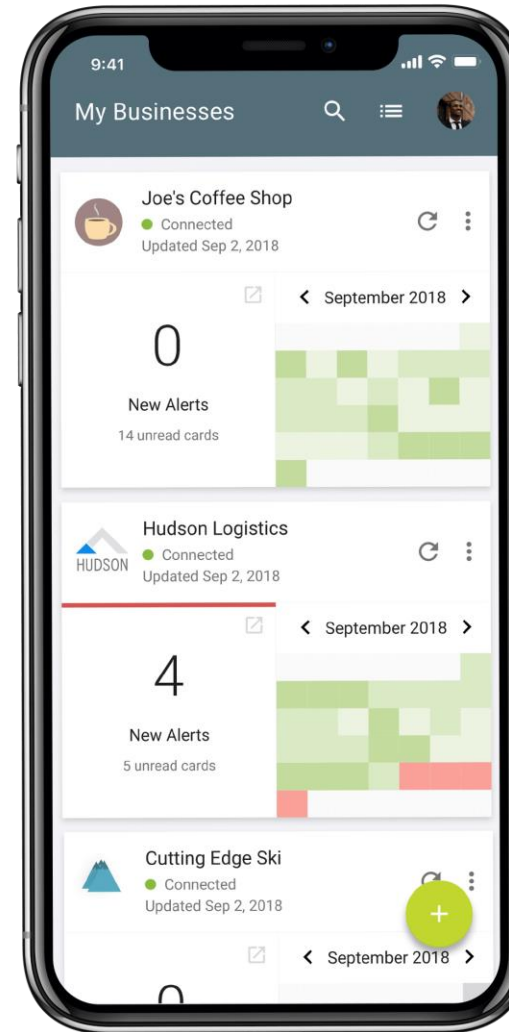 9:41
My Businesses
Joe's Coffee Shop
Connected
Updated Sep 2, 2018
September 2018
0
New Alerts
14 unread cards
HUDSON
Hudson Logistics
Connected
Updated Sep 2, 2018
September 2018
4
New Alerts
5 unread cards
Cutting Edge Ski
Connected
Updated Sep 2, 2018
+
September 2018
0